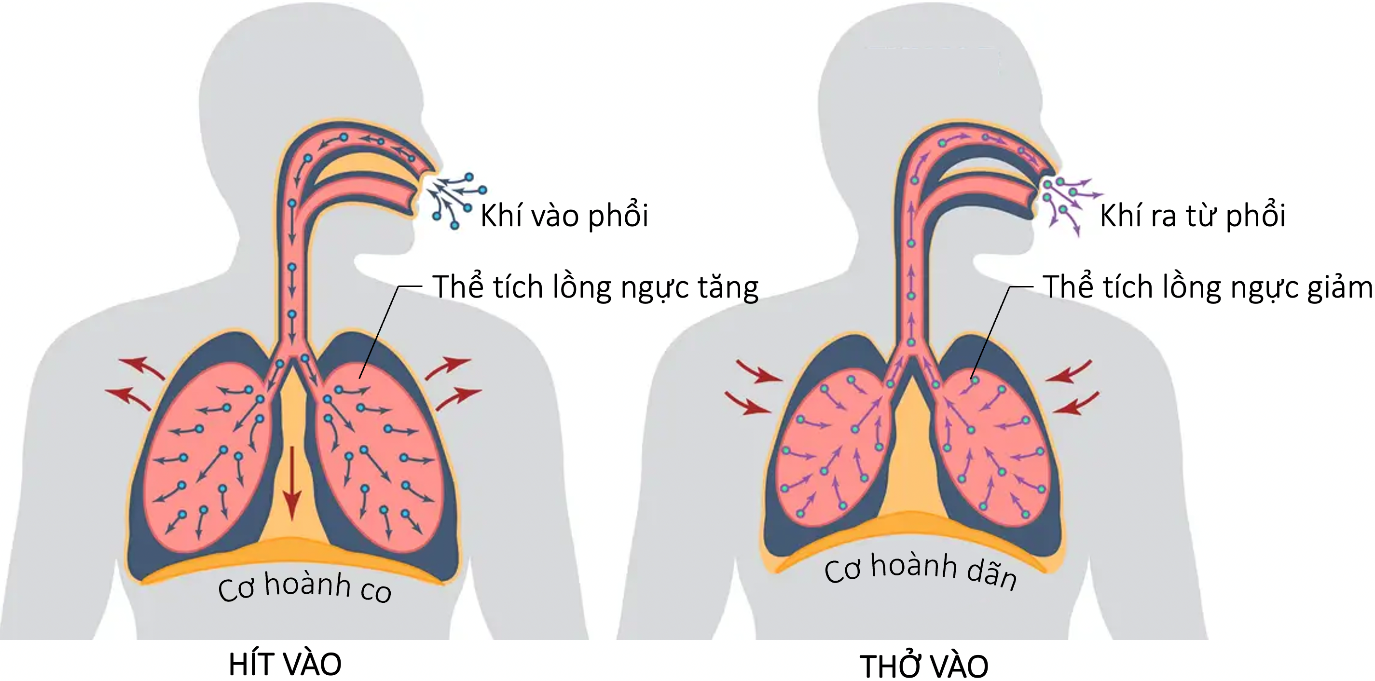 Khí vào phổi
Thể tích lồng ngực tăng
Cơ hoành co
HÍT VÀO
Khí ra từ phổi
Thể tích lồng ngực giảm
Cơ hoành dãn
THỞ VÀO